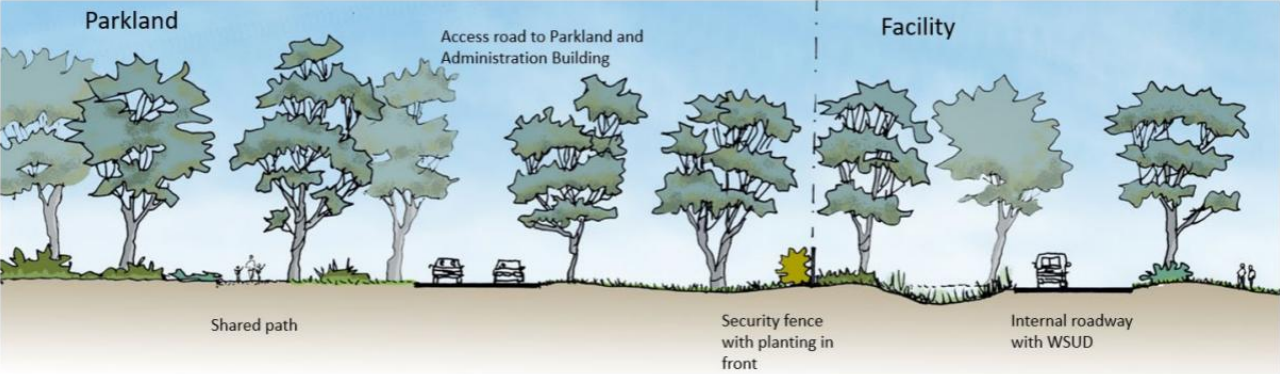 Parkland
Access road to Parkland and
Administration Building
Facility
Shared path
Security fence
with planting in
front
Internal roadway
with WSUD